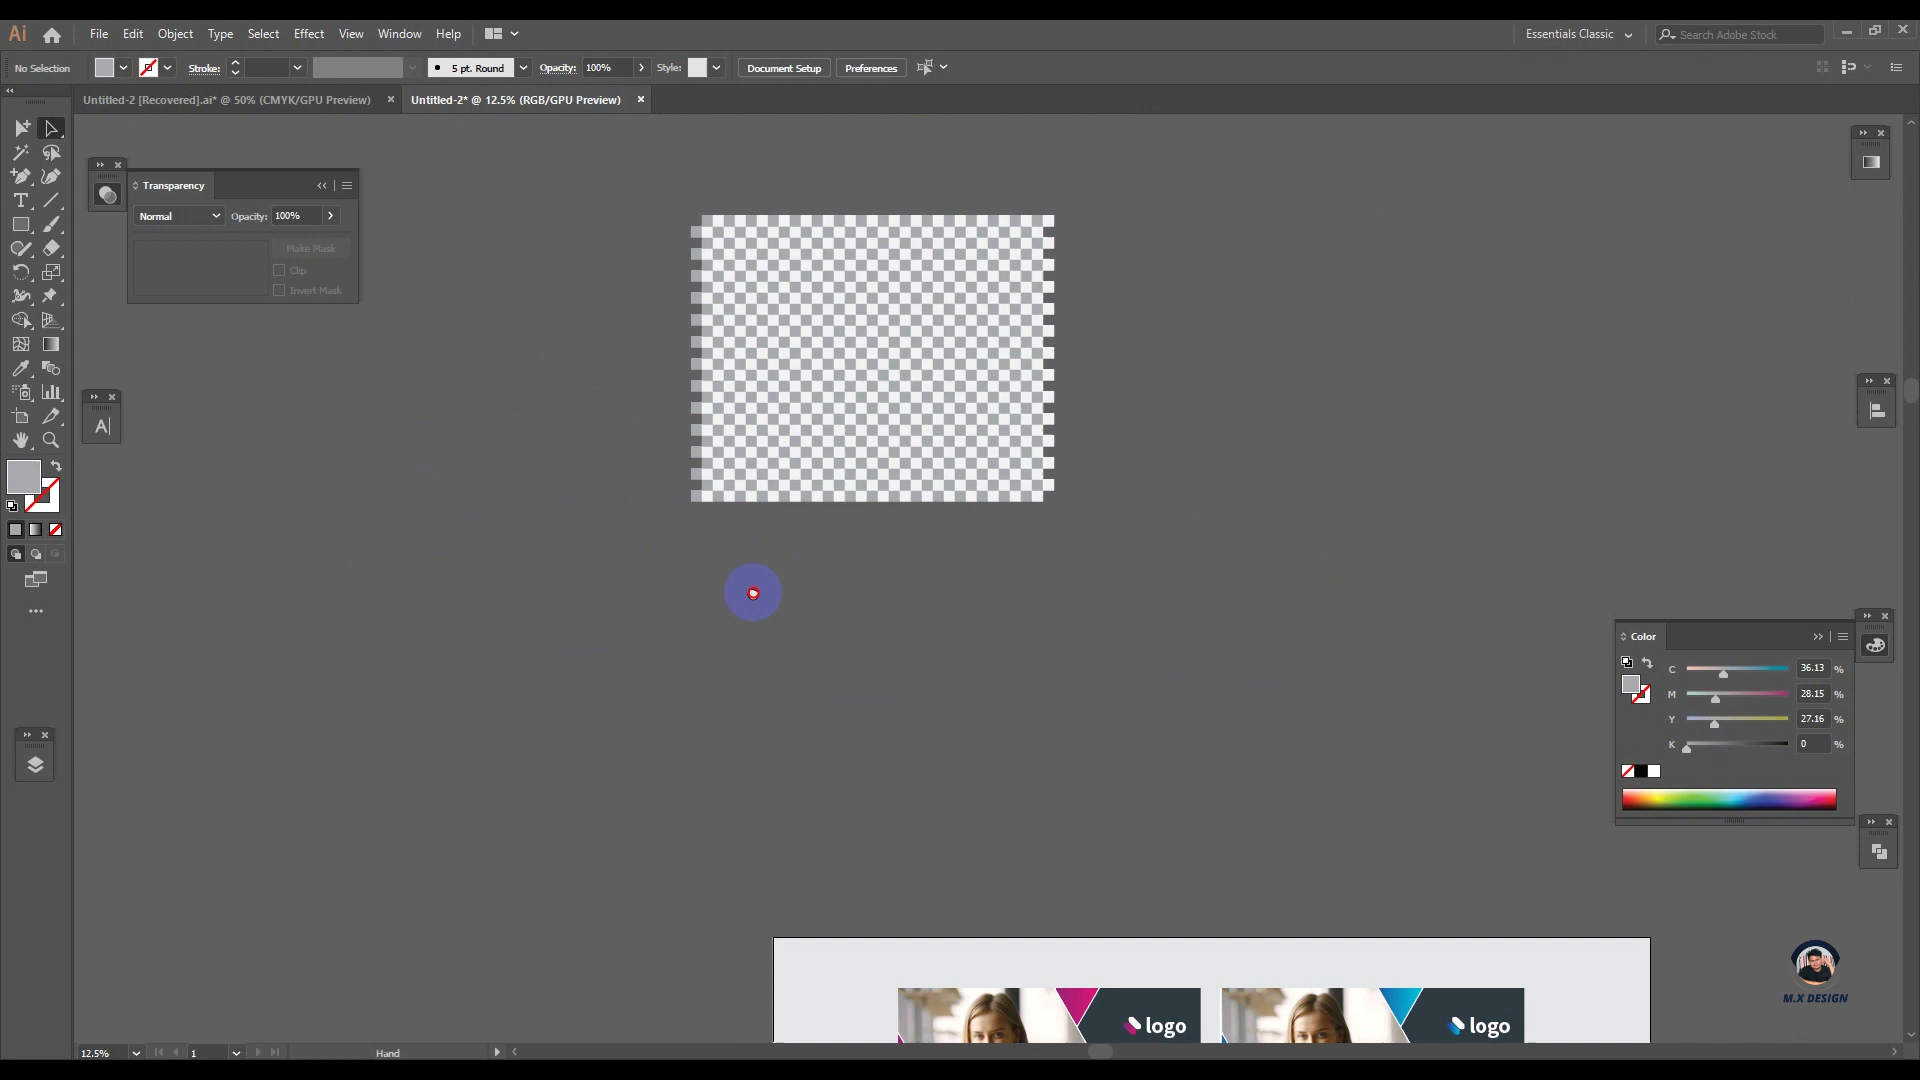 Ai File Edit Object Type Select Effect View Window Help Essentials Classic Search Adobe Stock
No Selection Stroke: 5 pt. Round Opacity: 100% Style: Document Setup Preferences
Untitled-2 [Recovered].ai* @ 50% (CMYK/GPU Preview) × Untitled-2* @ 12.5% (RGB/GPU Preview) ×
Transparency
Normal Opacity: 100%
Make Mask
Clip
Invert Mask
A
Color
C 36.13 %
M 28.15 %
Y 27.16 %
K 0 %
M.X DESIGN
logo logo
12.5% 1 Hand